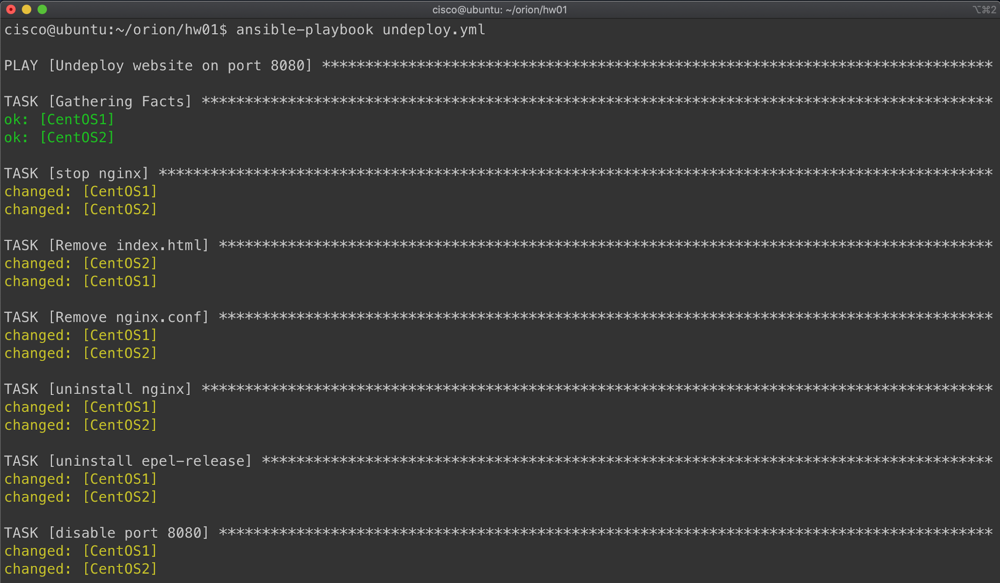 cisco@ubuntu: ~/orion/hw01
⌥⌘2
cisco@ubuntu:~/orion/hw01$ ansible-playbook undeploy.yml
PLAY [Undeploy website on port 8080] ******************************************************************************
TASK [Gathering Facts] ********************************************************************************************
ok: [CentOS1]
ok: [CentOS2]
TASK [stop nginx] *************************************************************************************************
changed: [CentOS1]
changed: [CentOS2]
TASK [Remove index.html] ******************************************************************************************
changed: [CentOS2]
changed: [CentOS1]
TASK [Remove nginx.conf] ******************************************************************************************
changed: [CentOS1]
changed: [CentOS2]
TASK [uninstall nginx] ********************************************************************************************
changed: [CentOS1]
changed: [CentOS2]
TASK [uninstall epel-release] *************************************************************************************
changed: [CentOS1]
changed: [CentOS2]
TASK [disable port 8080] ******************************************************************************************
changed: [CentOS1]
changed: [CentOS2]